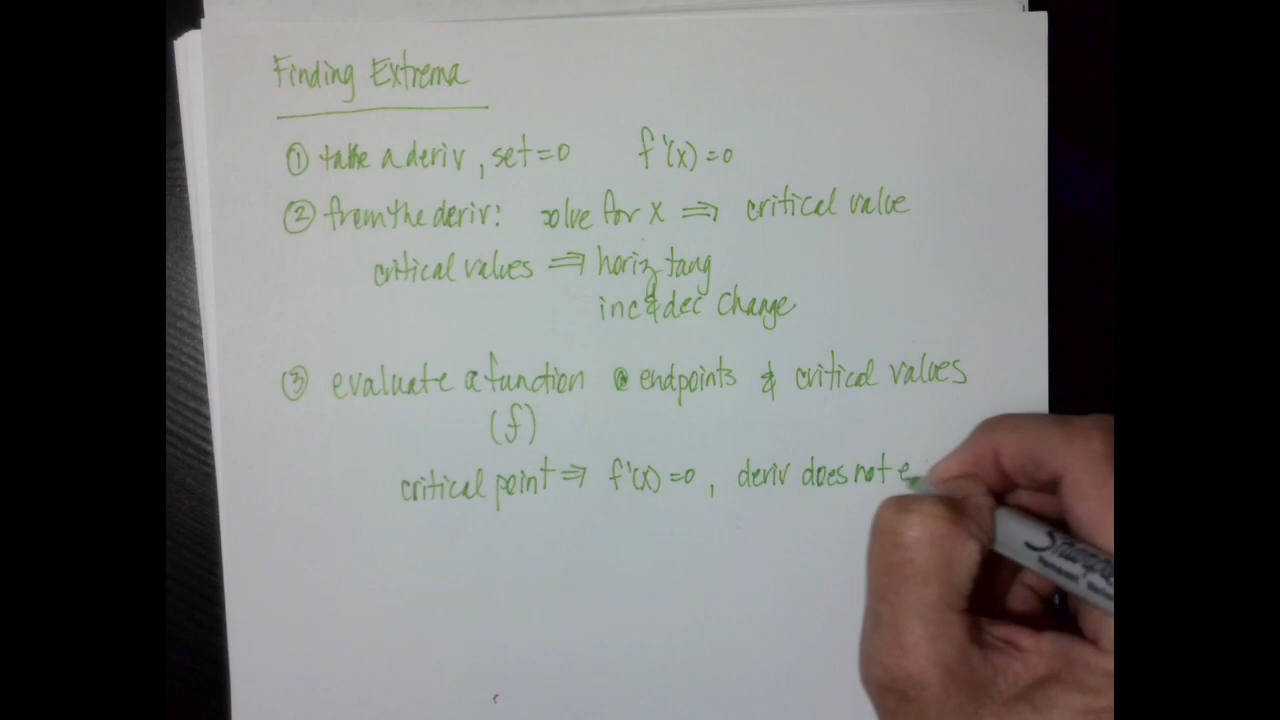 Finding Extrema
① take a deriv, set=0 f'(x)=0
② from the deriv: solve for x ⇒ critical value
critical values ⇒ horiz tang
inc & dec change
③ evaluate a function @ endpoints & critical values
(f)
critical point ⇒ f'(x)=0, deriv does not e
Sharpie